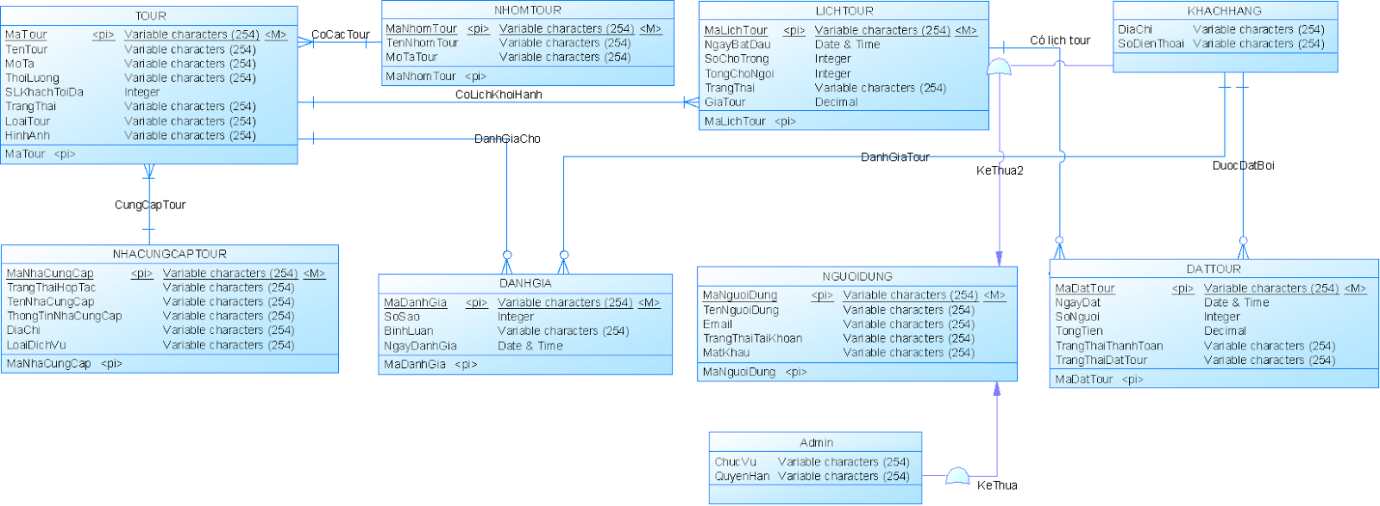 TOUR
MaTour <pi> Variable characters (254) <M>
TenTour Variable characters (254)
MoTa Variable characters (254)
ThoiLuong Variable characters (254)
SLKhachToiDa Integer
TrangThai Variable characters (254)
LoaiTour Variable characters (254)
HinhAnh Variable characters (254)
MaTour <pi>
CoCacTour
NHOMTOUR
MaNhomTour <pi> Variable characters (254) <M>
TenNhomTour Variable characters (254)
MoTaTour Variable characters (254)
MaNhomTour <pi>
CoLichKhoiHanh
LICHTOUR
MaLichTour <pi> Variable characters (254) <M>
NgayBatDau Date & Time
SoChoTrong Integer
TongChoNgoi Integer
TrangThai Variable characters (254)
GiaTour Decimal
MaLichTour <pi>
Có lịch tour
KHACHHANG
DiaChi Variable characters (254)
SoDienThoai Variable characters (254)
DanhGiaCho
DanhGiaTour
KeThua2
DuocDatBoi
CungCapTour
NHACUNGCAPTOUR
MaNhaCungCap <pi> Variable characters (254) <M>
TrangThaiHopTac Variable characters (254)
TenNhaCungCap Variable characters (254)
ThongTinNhaCungCap Variable characters (254)
DiaChi Variable characters (254)
LoaiDichVu Variable characters (254)
MaNhaCungCap <pi>
DANHGIA
MaDanhGia <pi> Variable characters (254) <M>
SoSao Integer
BinhLuan Variable characters (254)
NgayDanhGia Date & Time
MaDanhGia <pi>
NGUOIDUNG
MaNguoiDung <pi> Variable characters (254) <M>
TenNguoiDung Variable characters (254)
Email Variable characters (254)
TrangThaiTaiKhoan Variable characters (254)
MatKhau Variable characters (254)
MaNguoiDung <pi>
DATTOUR
MaDatTour <pi> Variable characters (254) <M>
NgayDat Date & Time
SoNguoi Integer
TongTien Decimal
TrangThaiThanhToan Variable characters (254)
TrangThaiDatTour Variable characters (254)
MaDatTour <pi>
Admin
ChucVu Variable characters (254)
QuyenHan Variable characters (254)
KeThua